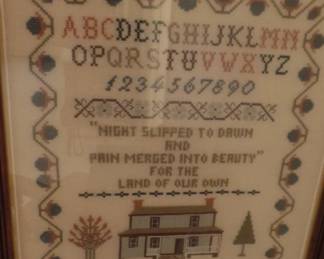 ABCDEFGHIJKLMN
OPQRSTUVWXYZ
1234567890
"NIGHT SLIPPED TO DAWN
AND
PAIN MERGED INTO BEAUTY"
FOR THE
LAND OF OUR OWN